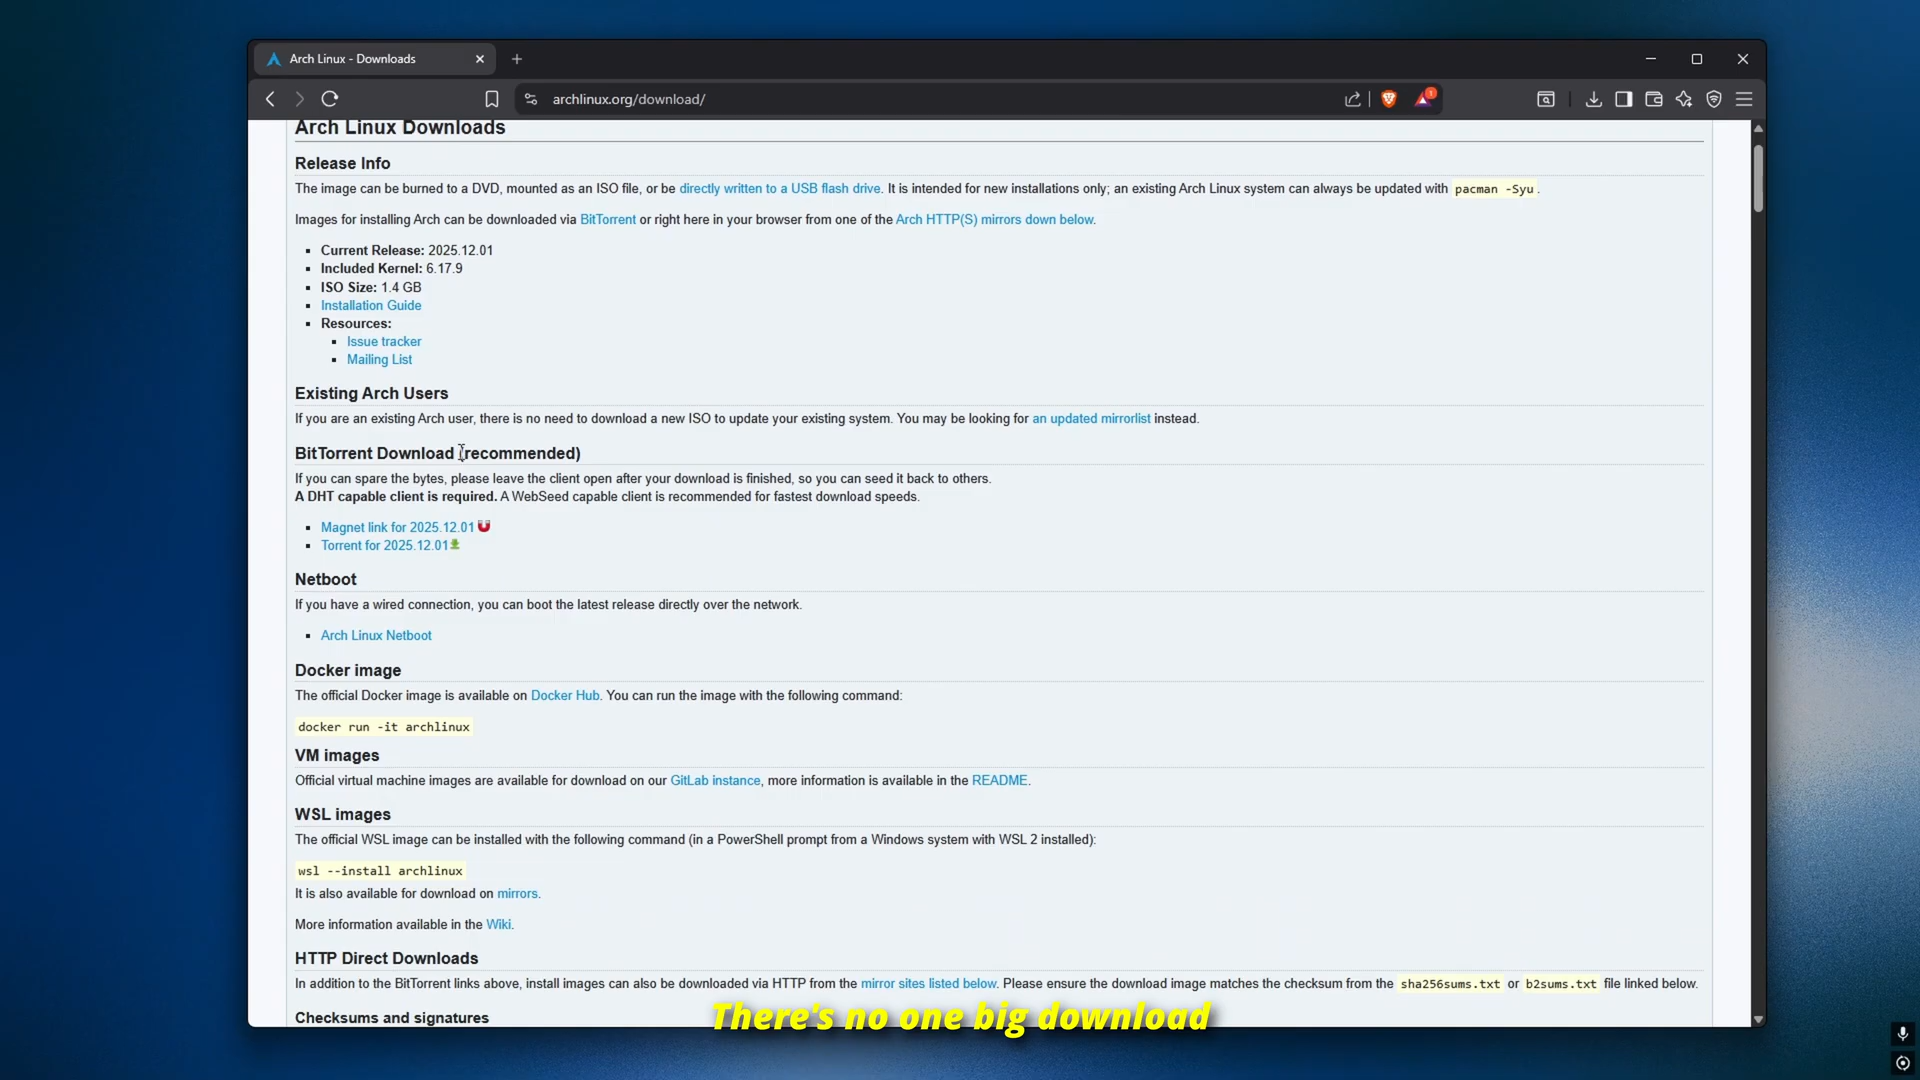 Arch Linux - Downloads
archlinux.org/download/
1
Arch Linux Downloads
Release Info
The image can be burned to a DVD, mounted as an ISO file, or be directly written to a USB flash drive. It is intended for new installations only; an existing Arch Linux system can always be updated with pacman -Syu.
Images for installing Arch can be downloaded via BitTorrent or right here in your browser from one of the Arch HTTP(S) mirrors down below.
Current Release: 2025.12.01
Included Kernel: 6.17.9
ISO Size: 1.4 GB
Installation Guide
Resources:
Issue tracker
Mailing List
Existing Arch Users
If you are an existing Arch user, there is no need to download a new ISO to update your existing system. You may be looking for an updated mirrorlist instead.
BitTorrent Download (recommended)
If you can spare the bytes, please leave the client open after your download is finished, so you can seed it back to others.
A DHT capable client is required. A WebSeed capable client is recommended for fastest download speeds.
Magnet link for 2025.12.01
Torrent for 2025.12.01
Netboot
If you have a wired connection, you can boot the latest release directly over the network.
Arch Linux Netboot
Docker image
The official Docker image is available on Docker Hub. You can run the image with the following command:
docker run -it archlinux
VM images
Official virtual machine images are available for download on our GitLab instance, more information is available in the README.
WSL images
The official WSL image can be installed with the following command (in a PowerShell prompt from a Windows system with WSL 2 installed):
wsl --install archlinux
It is also available for download on mirrors.
More information available in the Wiki.
HTTP Direct Downloads
In addition to the BitTorrent links above, install images can also be downloaded via HTTP from the mirror sites listed below. Please ensure the download image matches the checksum from the sha256sums.txt or b2sums.txt file linked below.
Checksums and signatures
There's no one big download